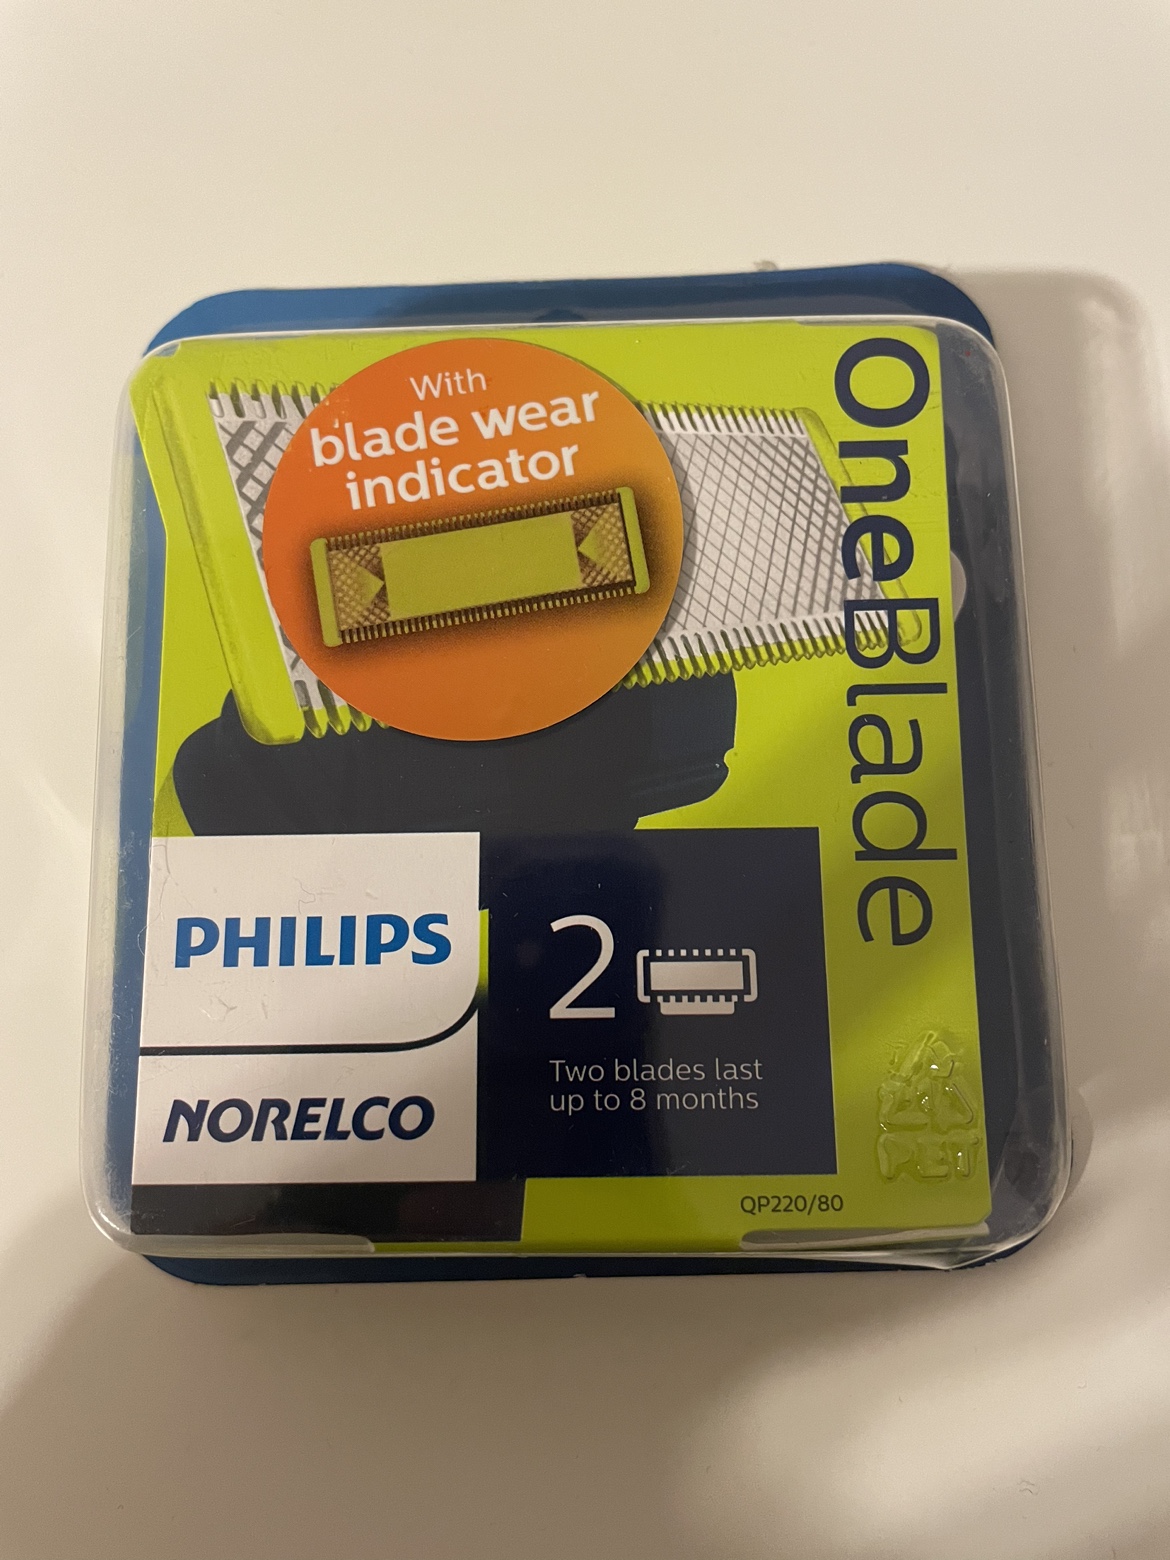 With
blade wear
indicator
OneBlade
PHILIPS
NORELCO
2
Two blades last
up to 8 months
QP220/80
PET